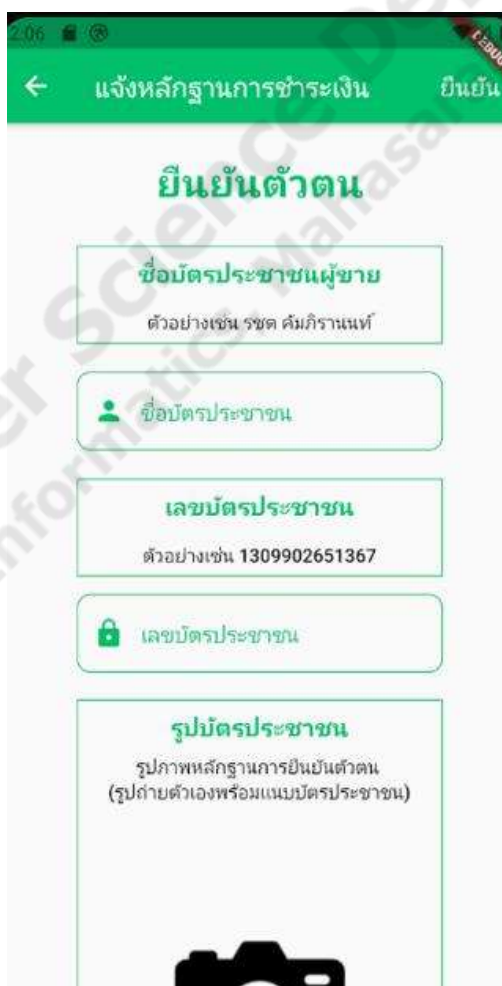 2:06
DEBUG
แจ้งหลักฐานการชำระเงิน ยืนยัน
ยืนยันตัวตน
ชื่อบัตรประชาชนผู้ขาย
ตัวอย่างเช่น รชต คัมภิรานนท์
ชื่อบัตรประชาชน
เลขบัตรประชาชน
ตัวอย่างเช่น 1309902651367
เลขบัตรประชาชน
รูปบัตรประชาชน
รูปภาพหลักฐานการยืนยันตัวตน
(รูปถ่ายตัวเองพร้อมแนบบัตรประชาชน)